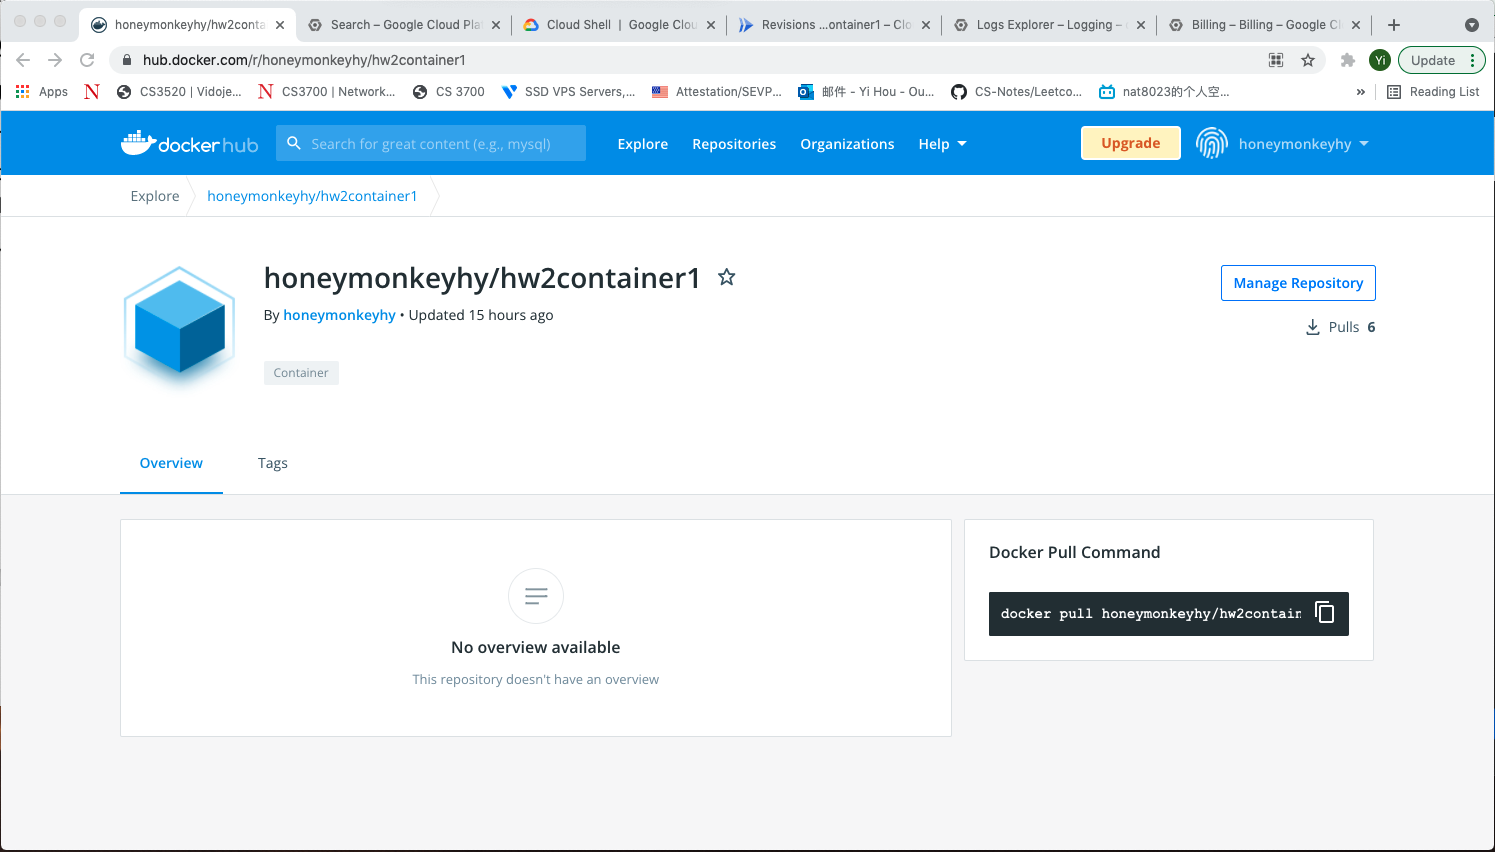 honeymonkeyhy/hw2conta
Search – Google Cloud Pla
Cloud Shell | Google Clou
Revisions ...ontainer1 – Clo
Logs Explorer – Logging –
Billing – Billing – Google Cl
hub.docker.com/r/honeymonkeyhy/hw2container1
Yi
Update
Apps
N
CS3520 | Vidoje...
N
CS3700 | Network...
CS 3700
SSD VPS Servers,...
Attestation/SEVP...
邮件 - Yi Hou - Ou...
CS-Notes/Leetco...
nat8023的个人空...
»
Reading List
dockerhub
Search for great content (e.g., mysql)
Explore
Repositories
Organizations
Help
Upgrade
honeymonkeyhy
Explore
honeymonkeyhy/hw2container1
honeymonkeyhy/hw2container1
Manage Repository
By honeymonkeyhy • Updated 15 hours ago
Pulls 6
Container
Overview
Tags
No overview available
This repository doesn't have an overview
Docker Pull Command
docker pull honeymonkeyhy/hw2contain